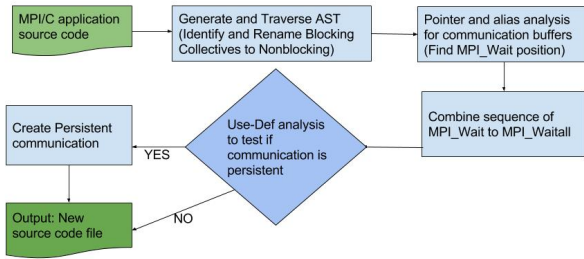 MPI/C application
source code
Generate and Traverse AST
(Identify and Rename Blocking
Collectives to Nonblocking)
Pointer and alias analysis
for communication buffers
(Find MPI_Wait position)
Combine sequence of
MPI_Wait to MPI_Waitall
Use-Def analysis
to test if
communication is
persistent
YES
Create Persistent
communication
NO
Output: New
source code file